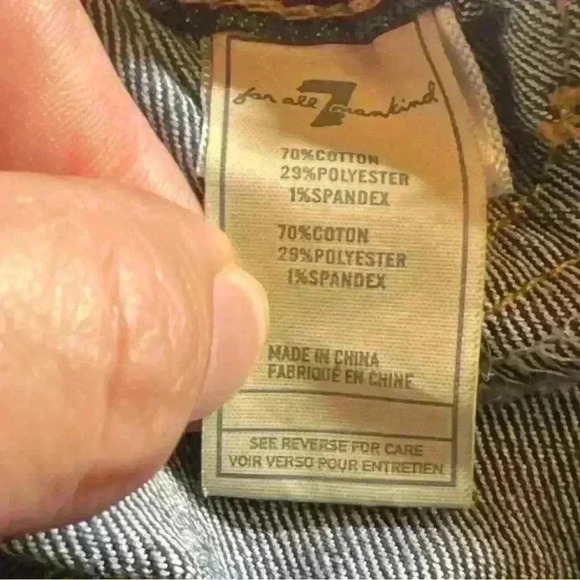 for all 7 mankind
70%COTTON
29%POLYESTER
1%SPANDEX
70%COTON
29%POLYESTER
1%SPANDEX
MADE IN CHINA
FABRIQUÉ EN CHINE
SEE REVERSE FOR CARE
VOIR VERSO POUR ENTRETIEN